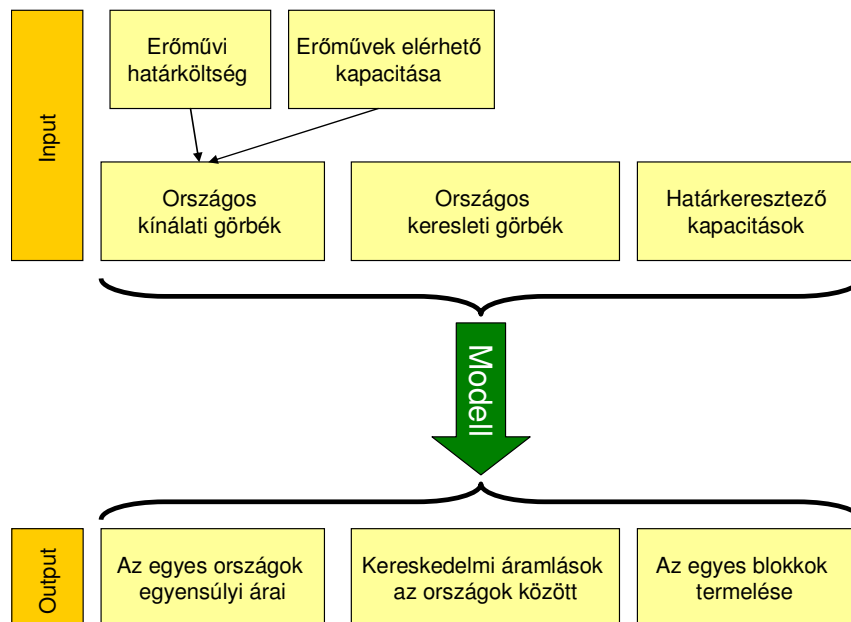 Input
Erőművi
határköltség
Erőművek elérhető
kapacitása
Országos
kínálati görbék
Országos
keresleti görbék
Határkeresztező
kapacitások
Modell
Output
Az egyes országok
egyensúlyi árai
Kereskedelmi áramlások
az országok között
Az egyes blokkok
termelése